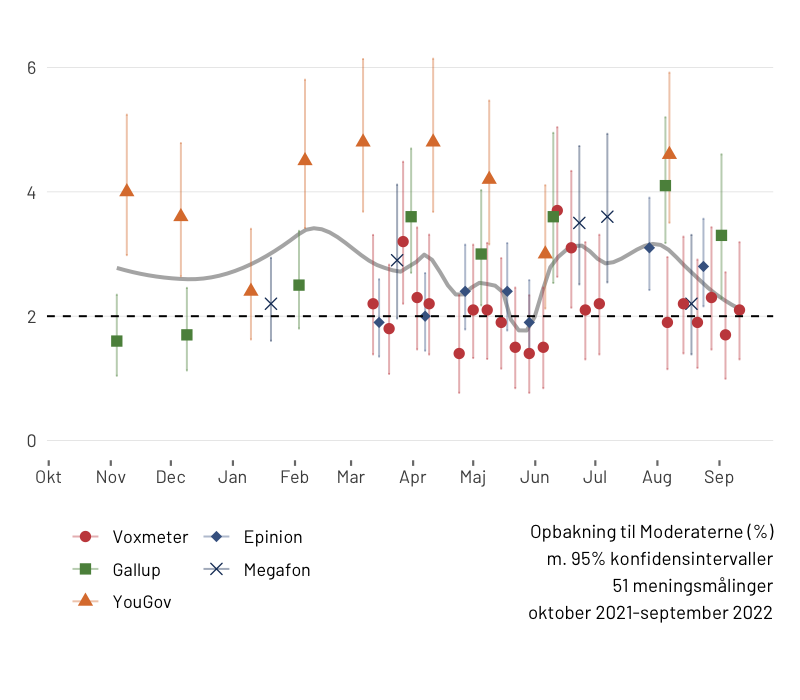 6
4
2
0
Okt Nov Dec Jan Feb Mar Apr Maj Jun Jul Aug Sep
Voxmeter Epinion
Gallup Megafon
YouGov
Opbakning til Moderaterne (%)
m. 95% konfidensintervaller
51 meningsmålinger
oktober 2021-september 2022